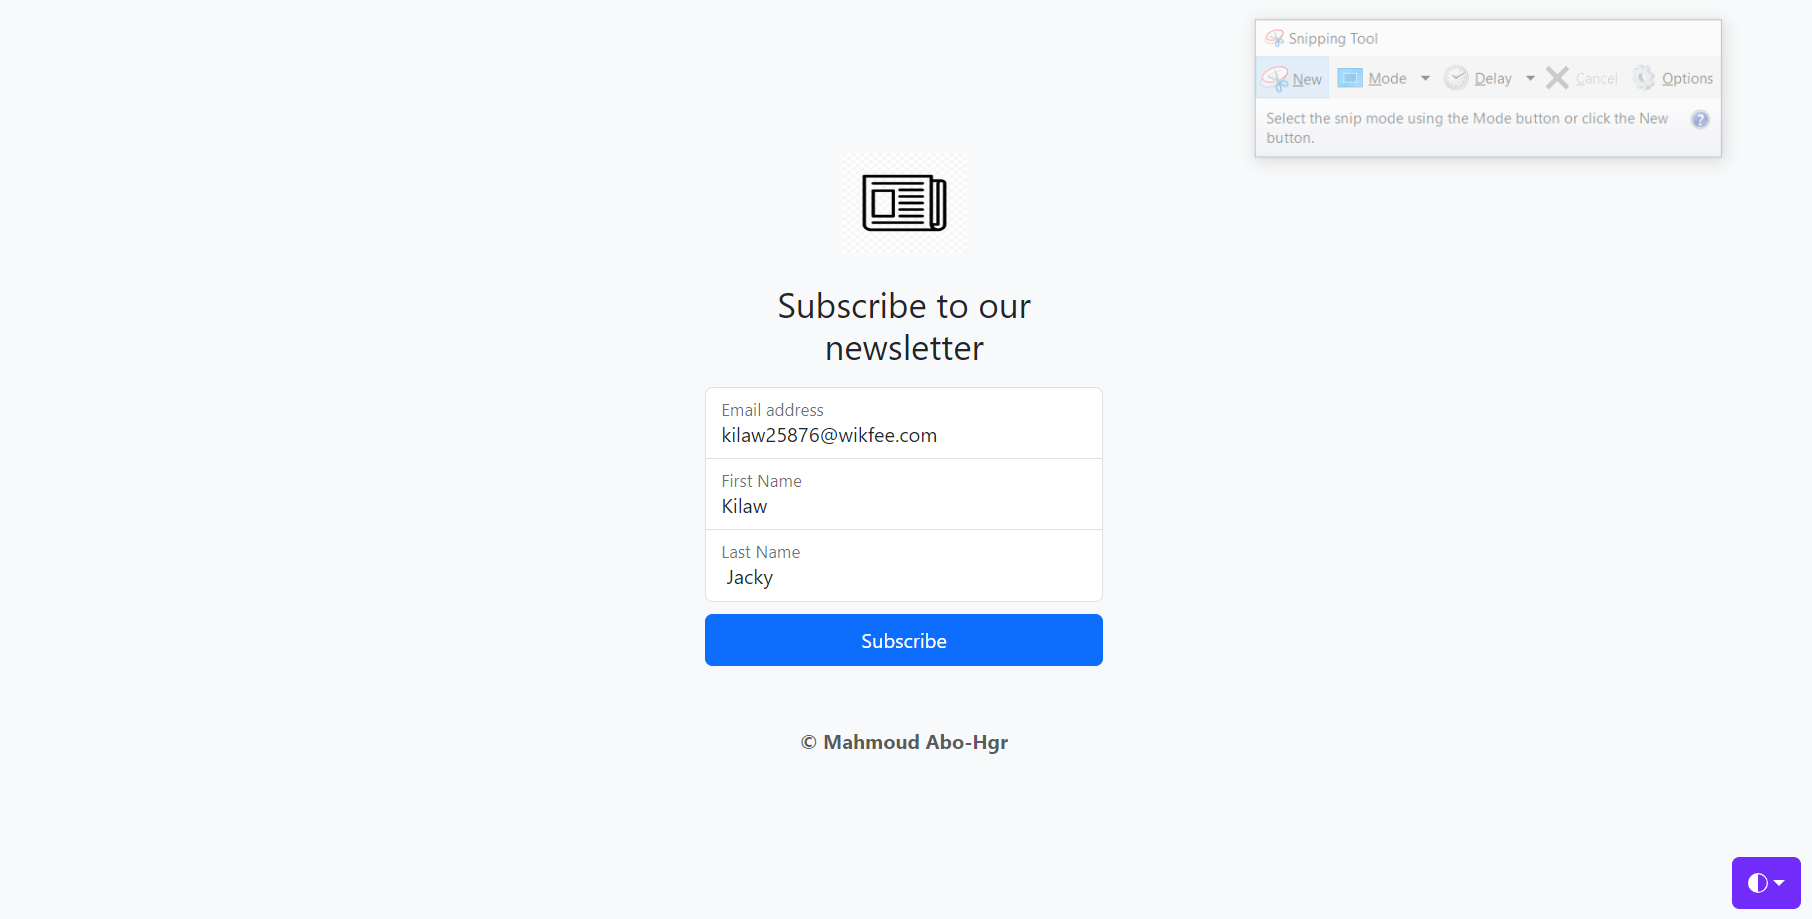 Snipping Tool
New Mode Delay Cancel Options
Select the snip mode using the Mode button or click the New
button.
Subscribe to our
newsletter
Email address
kilaw25876@wikfee.com
First Name
Kilaw
Last Name
Jacky
Subscribe
© Mahmoud Abo-Hgr